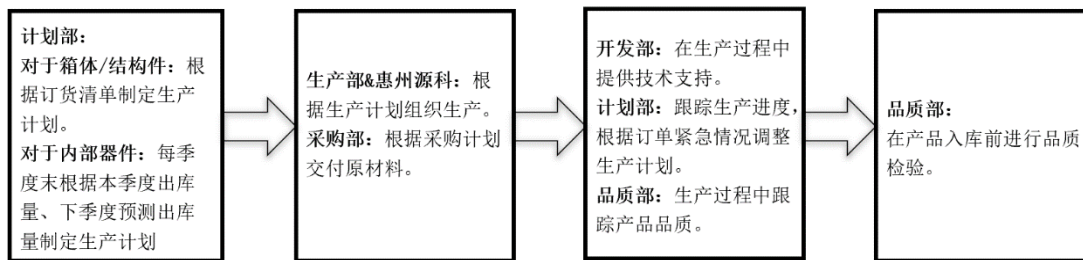 计划部：
对于箱体/结构件：根
据订货清单制定生产
计划。
对于内部器件：每季
度末根据本季度出库
量、下季度预测出库
量制定生产计划
生产部&惠州源科：根
据生产计划组织生产。
采购部：根据采购计划
交付原材料。
开发部：在生产过程中
提供技术支持。
计划部：跟踪生产进度，
根据订单紧急情况调整
生产计划。
品质部：生产过程中跟
踪产品品质。
品质部：
在产品入库前进行品质
检验。